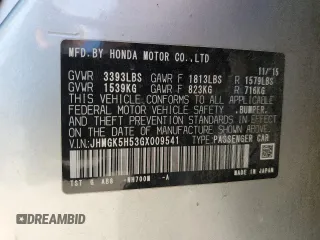 MFD.BY HONDA MOTOR CO.,LTD
11/15
GVWR 3393LBS GAWR F 1813LBS R 1579LBS
GVWR 1539KG GAWR F 823KG R 716KG
THIS VEHICLE CONFORMS TO ALL APPLICABLE
FEDERAL MOTOR VEHICLE SAFETY, BUMPER,
AND THEFT PREVENTION STANDARDS IN EFFECT
ON THE DATE OF MANUFACTURE SHOWN ABOVE.
V.I.N:JHMGK5H53GX009541 TYPE:PASSENGER CAR
MADE IN JAPAN
-NH700M -A
DREAMBID
DREAMBID